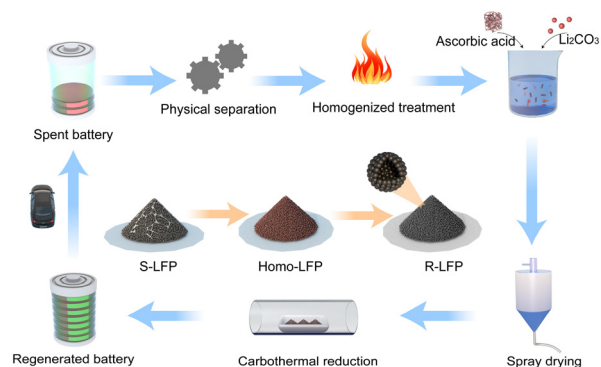 Ascorbic acid
Li₂CO₃
Physical separation
Homogenized treatment
Spent battery
S-LFP
Homo-LFP
R-LFP
Regenerated battery
Carbothermal reduction
Spray drying